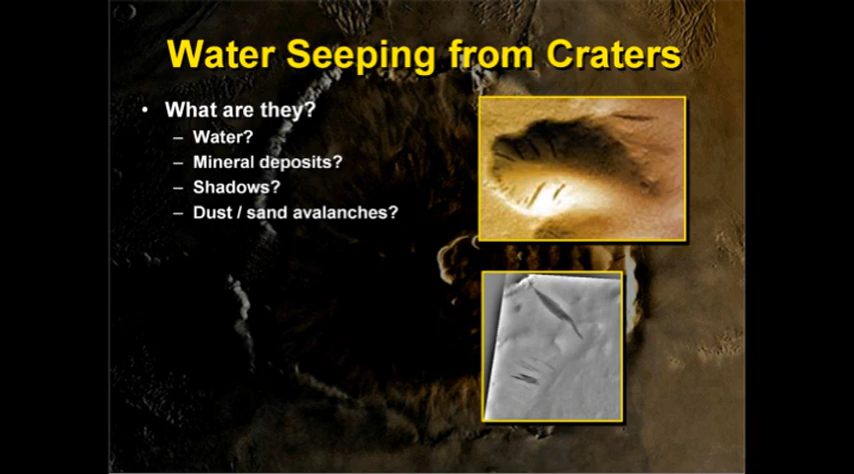 Water Seeping from Craters
• What are they?
– Water?
– Mineral deposits?
– Shadows?
– Dust / sand avalanches?